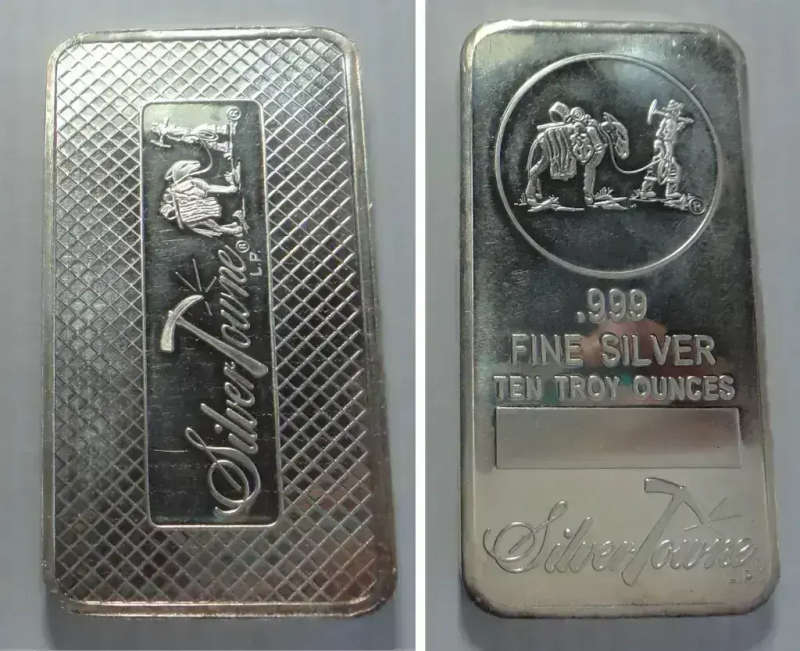 SilverTowne
L.P.®
®
®
.999
FINE SILVER
TEN TROY OUNCES
SilverTowne
L.P.